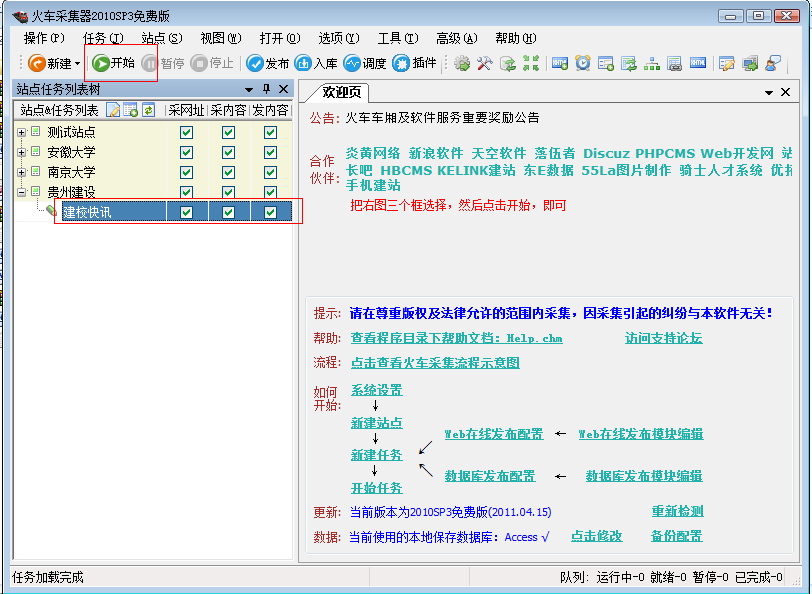 火车采集器2010SP3免费版
操作(P) 任务(T) 站点(S) 视图(W) 打开(O) 选项(Y) 工具(T) 高级(A) 帮助(H)
新建 开始 暂停 停止 发布 入库 调度 插件
站点任务列表树
站点&任务列表 采网址 采内容 发内容
测试站点
安徽大学
南京大学
贵州建设
建校快讯
欢迎页
公告: 火车车厢及软件服务重要奖励公告
合作伙伴: 炎黄网络 新浪软件 天空软件 落伍者 Discuz PHPCMS Web开发网 站
长吧 HBCMS KELINK建站 东E数据 55La图片制作 骑士人才系统 优拓
手机建站
把右图三个框选择，然后点击开始，即可
提示: 请在尊重版权及法律允许的范围内采集，因采集引起的纠纷与本软件无关！
帮助: 查看程序目录下帮助文档: Help.chm 访问支持论坛
流程: 点击查看火车采集流程示意图
如何开始: 系统设置
↓
新建站点
↓
Web在线发布配置 ← Web在线发布模块编辑
新建任务
↓
数据库发布配置 ← 数据库发布模块编辑
开始任务
更新: 当前版本为2010SP3免费版(2011.04.15) 重新检测
数据: 当前使用的本地保存数据库: Access √ 点击修改 备份配置
任务加载完成
队列: 运行中-0 就绪-0 暂停-0 已完成-0